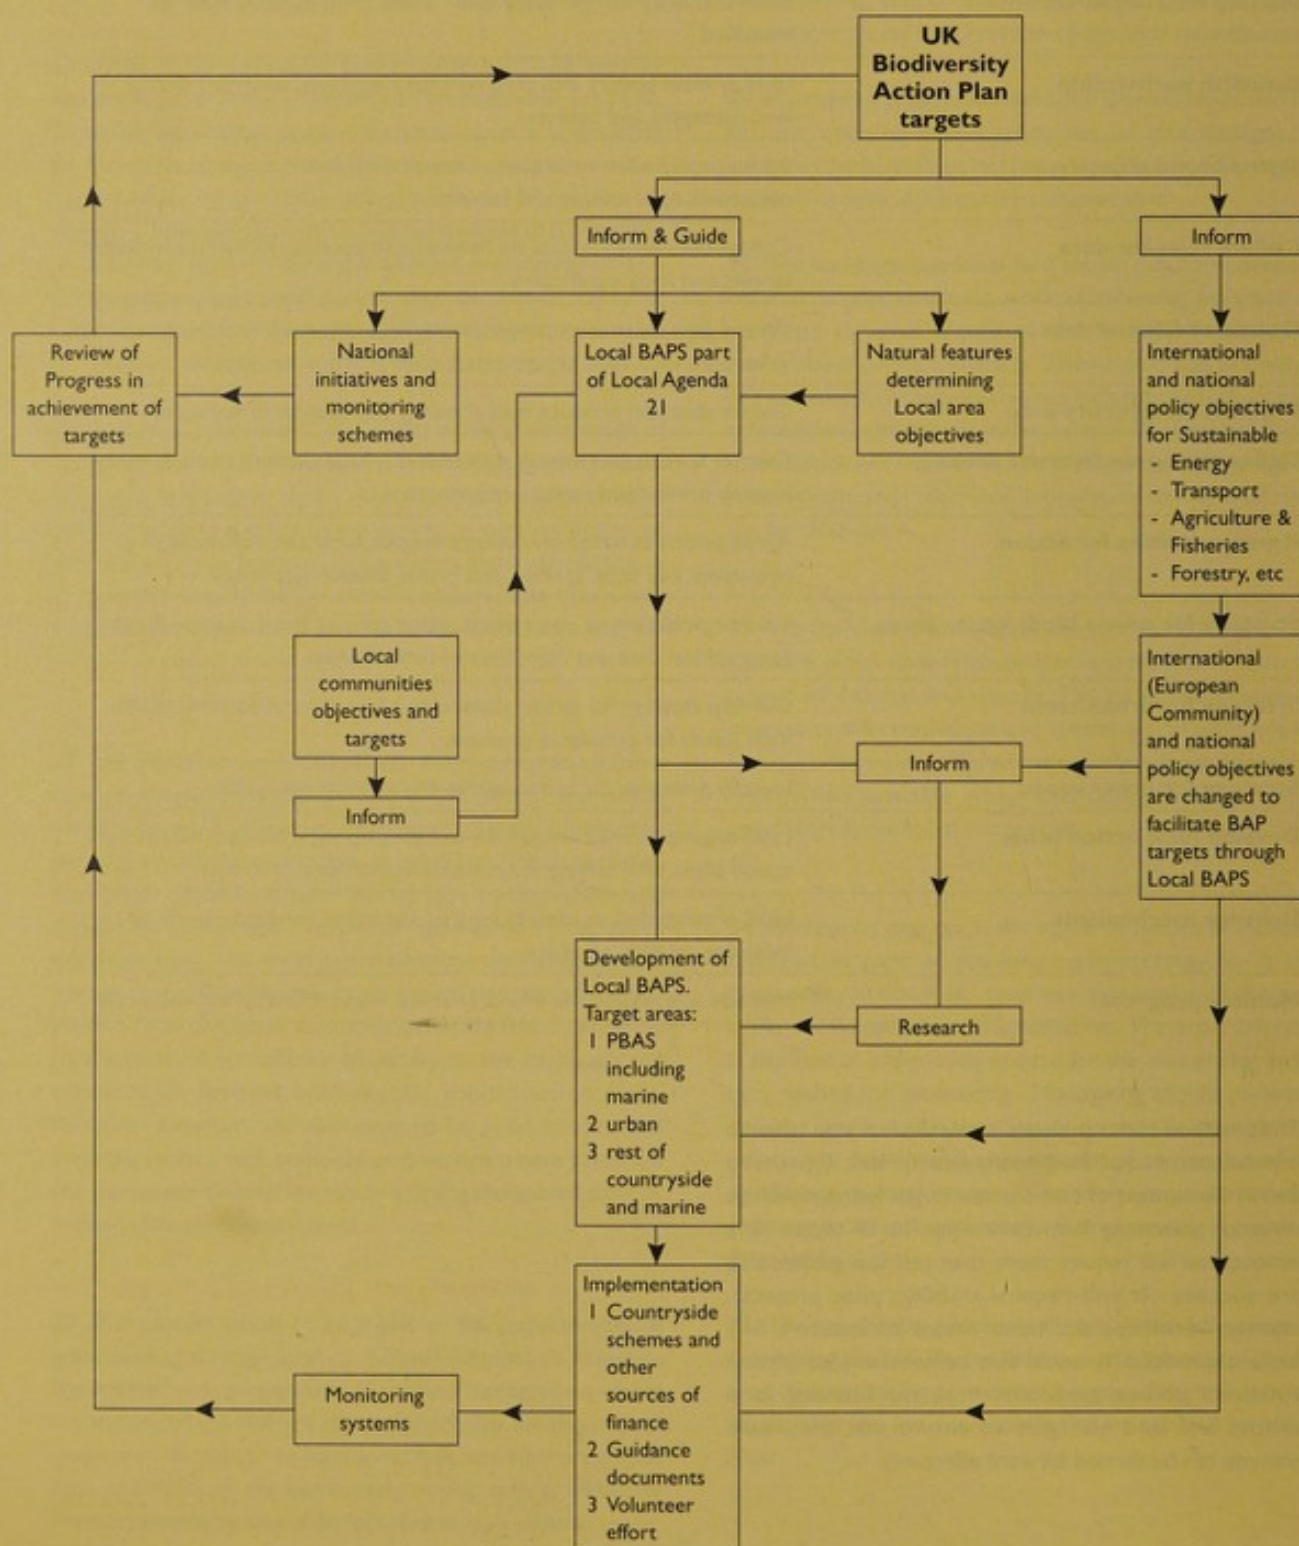 UK
Biodiversity
Action Plan
targets
Inform & Guide
Inform
Review of
Progress in
achievement of
targets
National
initiatives and
monitoring
schemes
Local BAPS part
of Local Agenda
21
Natural features
determining
Local area
objectives
International
and national
policy objectives
for Sustainable
- Energy
- Transport
- Agriculture &
Fisheries
- Forestry, etc
Local
communities
objectives and
targets
Inform
Inform
International
(European
Community)
and national
policy objectives
are changed to
facilitate BAP
targets through
Local BAPS
Development of
Local BAPS.
Target areas:
1 PBAS
including
marine
2 urban
3 rest of
countryside
and marine
Research
Implementation
1 Countryside
schemes and
other
sources of
finance
2 Guidance
documents
3 Volunteer
effort
Monitoring
systems